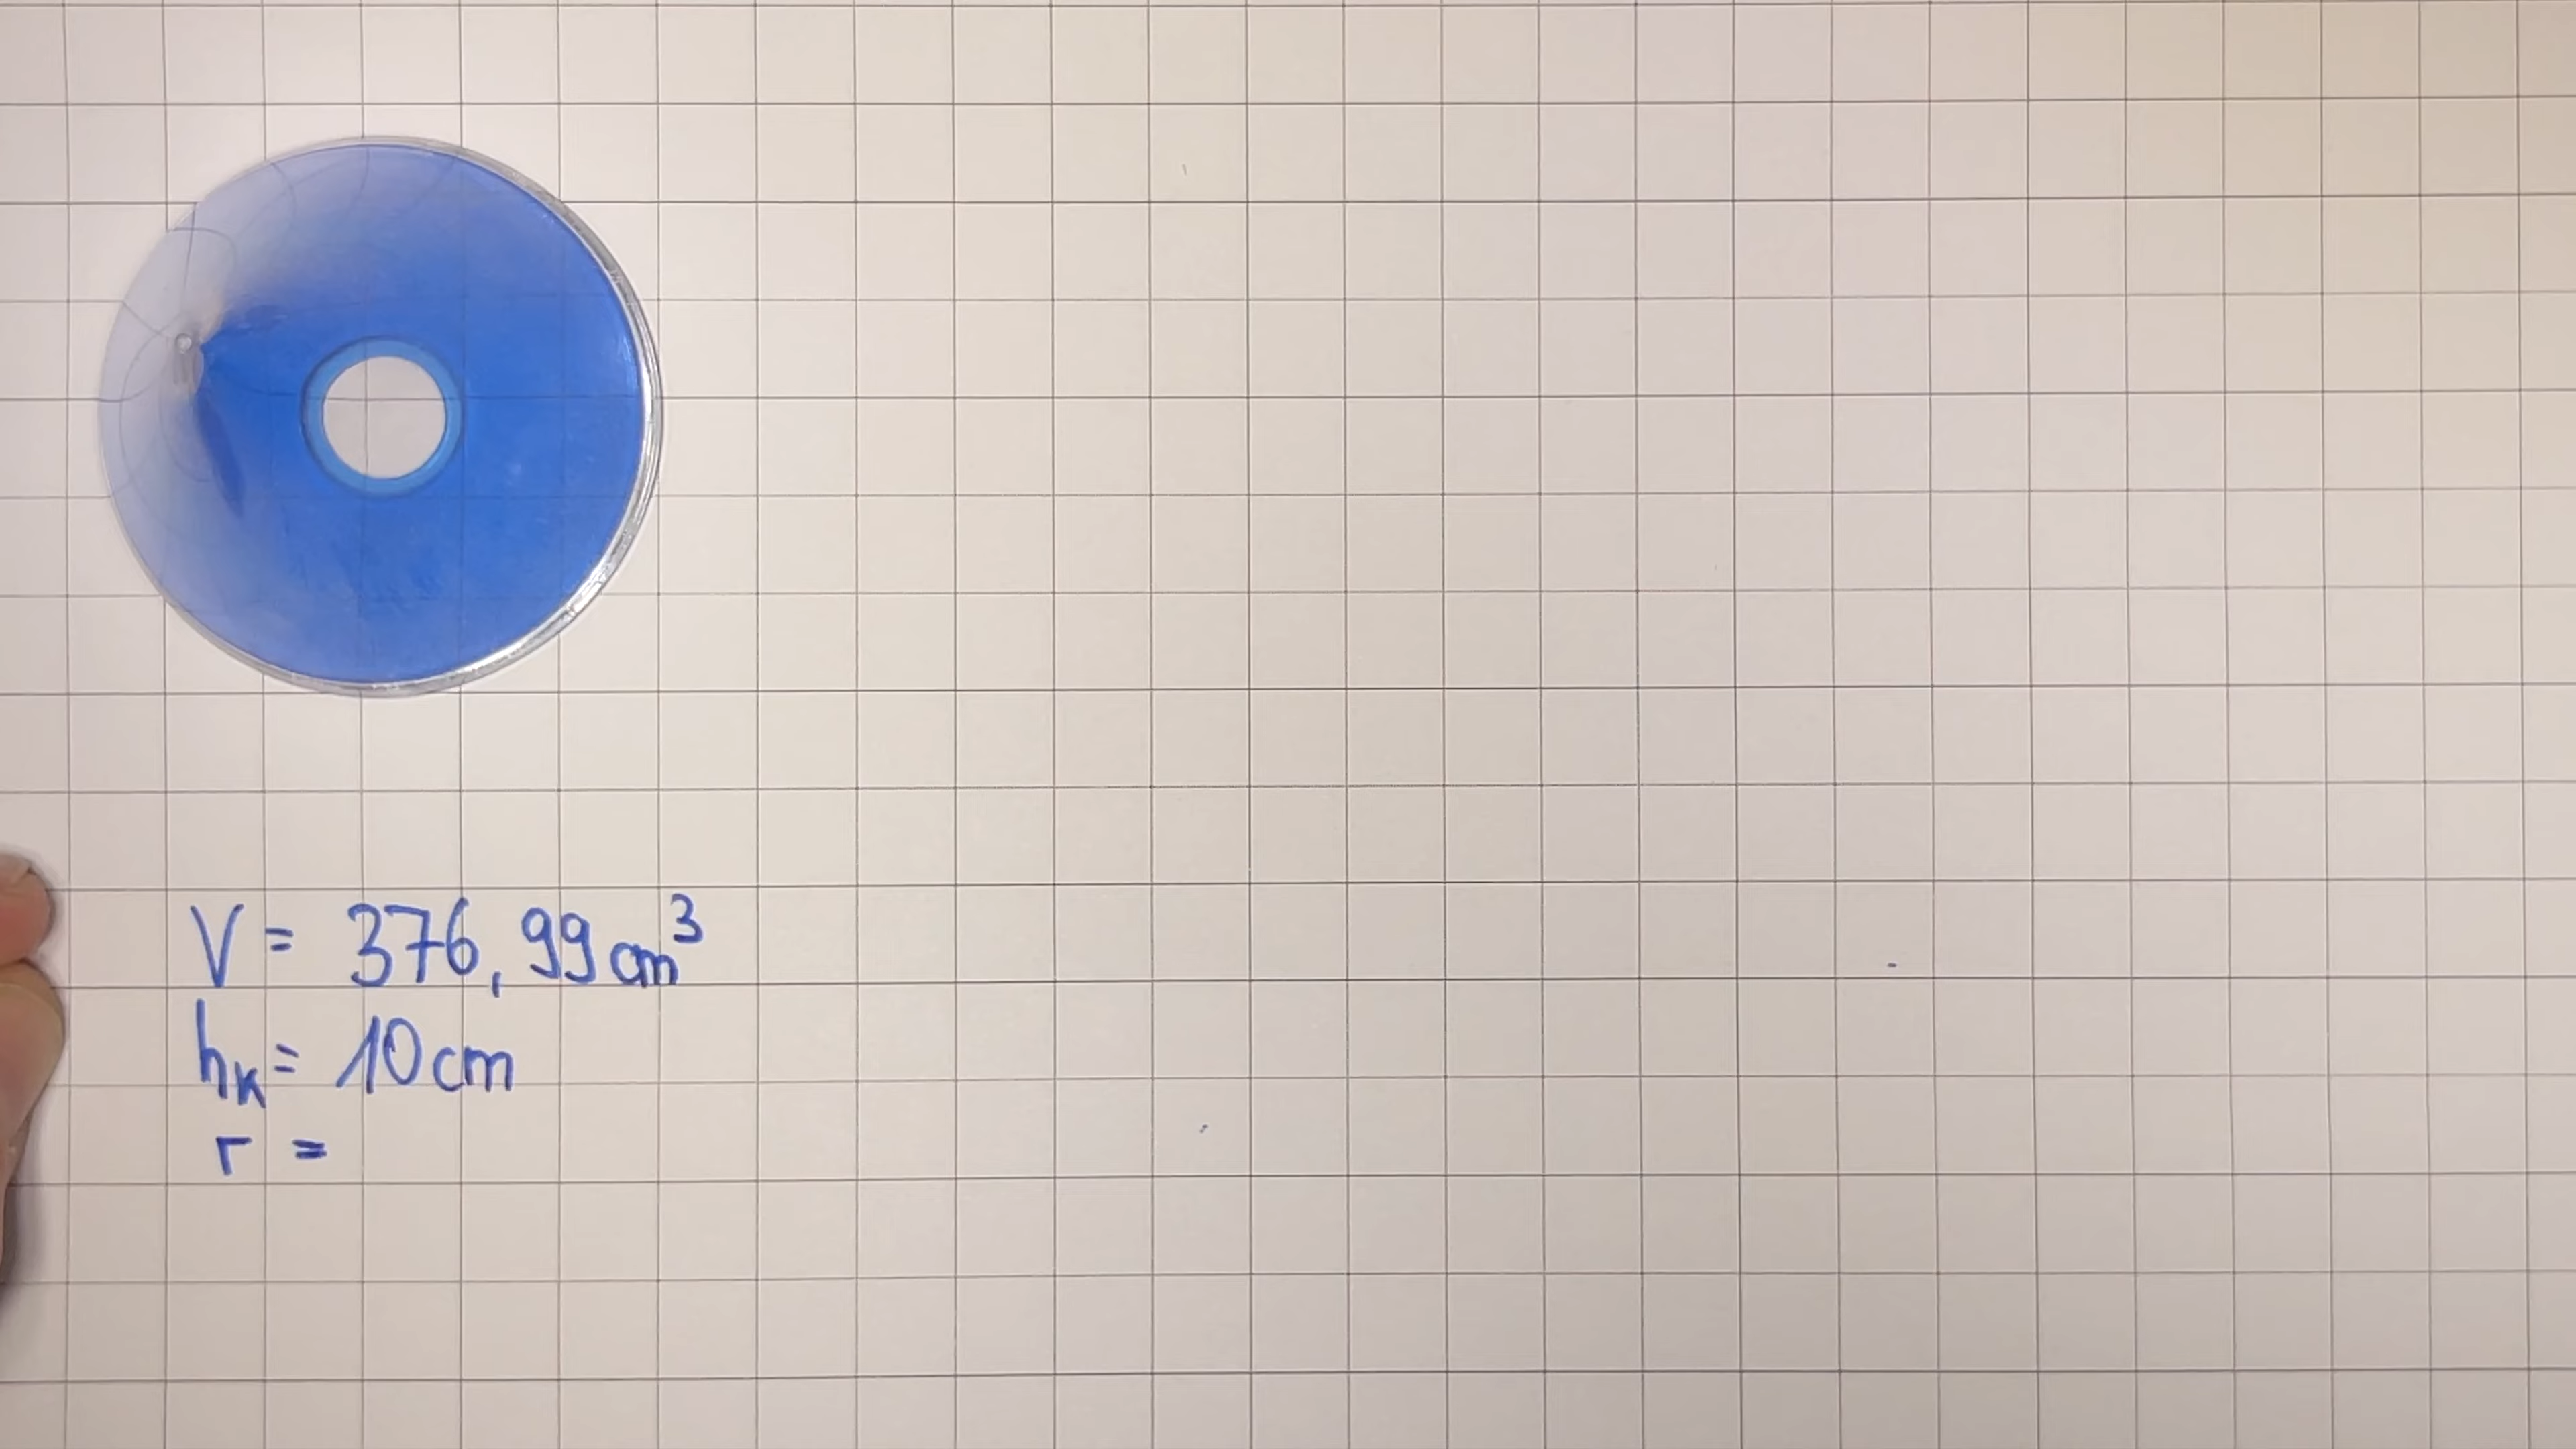 V = 376,99 cm³
hₖ = 10 cm
r =